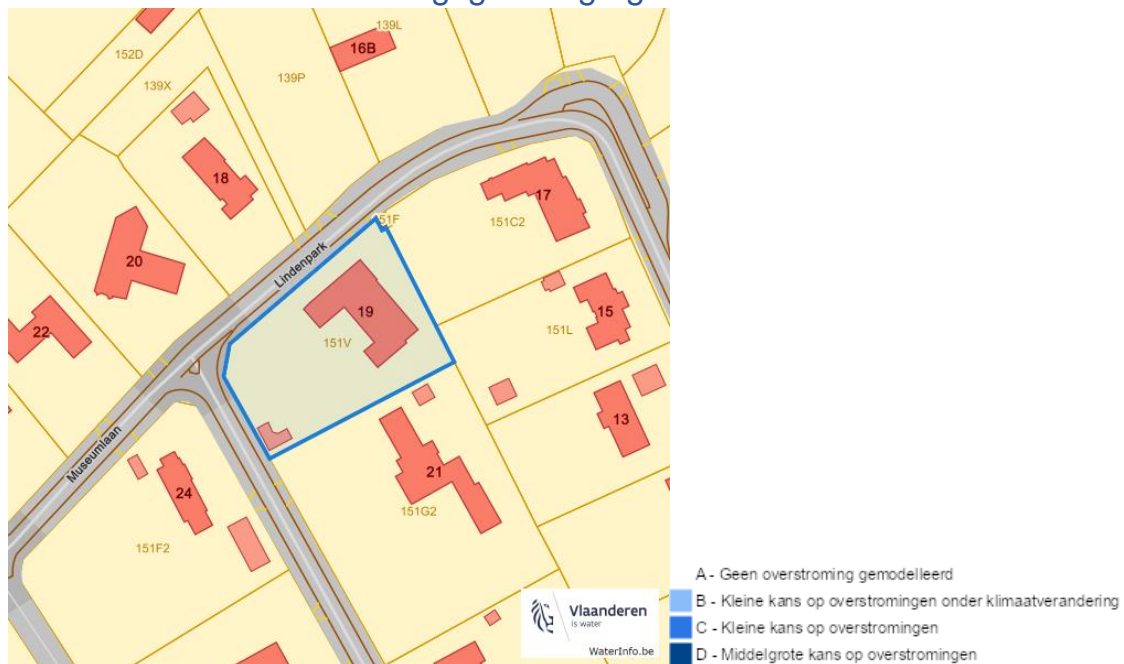 139L
16B
152D
139P
139X
18
17
151F
151C2
Lindenpark
20
19
15
22
151L
151V
13
Museumlaan
21
24
151G2
151F2
Vlaanderen
is water
WaterInfo.be
A - Geen overstroming gemodelleerd
B - Kleine kans op overstromingen onder klimaatverandering
C - Kleine kans op overstromingen
D - Middelgrote kans op overstromingen